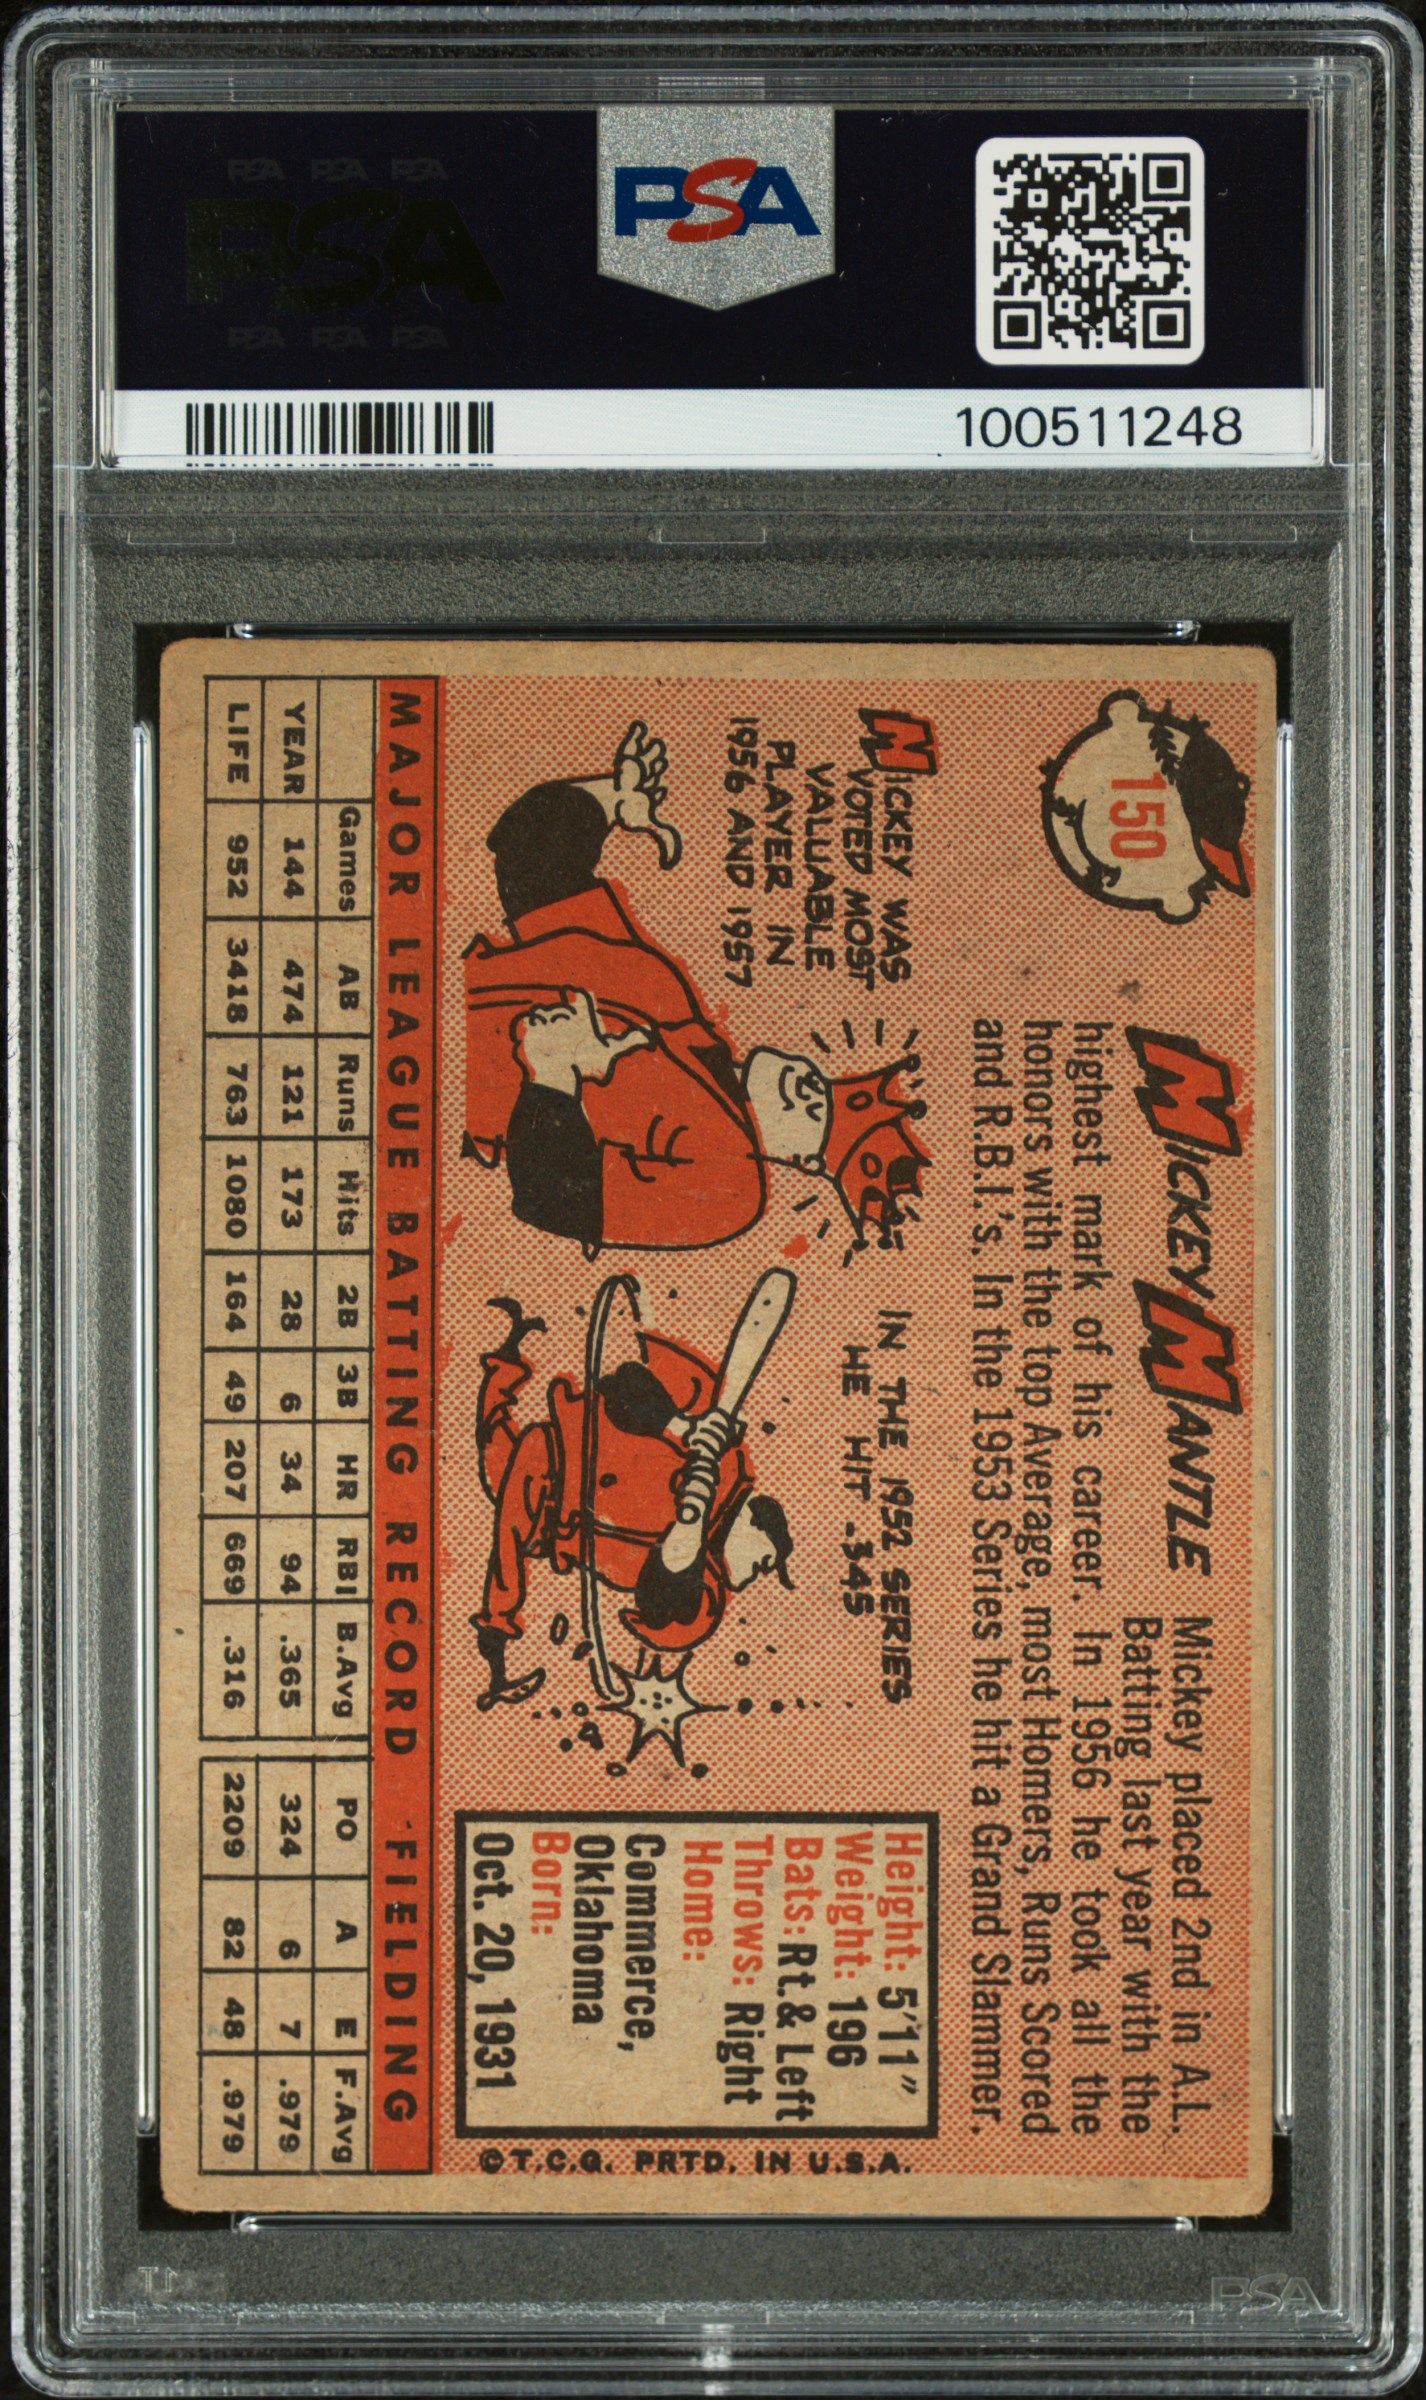 PSA PSA PSA
PSA
PSA PSA PSA
PSA
100511248
150
MICKEY MANTLE
Mickey placed 2nd in A.L.
Batting last year with the
highest mark of his career. In 1956 he took all the
honors with the top Average, most Homers, Runs Scored
and R.B.I.'s. In the 1953 Series he hit a Grand Slammer.
MICKEY WAS
VOTED MOST
VALUABLE
PLAYER IN
1956 AND 1957
IN THE 1952 SERIES
HE HIT .345
Height: 5'11"
Weight: 196
Bats: Rt. & Left
Throws: Right
Home:
Commerce,
Oklahoma
Born:
Oct. 20, 1931
© T.C.G. PRTD. IN U.S.A.
MAJOR LEAGUE BATTING RECORD FIELDING
Games AB Runs Hits 2B 3B HR RBI B.Avg PO A E F.Avg
YEAR 144 474 121 173 28 6 34 94 .365 324 6 7 .979
LIFE 952 3418 763 1080 164 49 207 669 .316 2209 82 48 .979
PSA